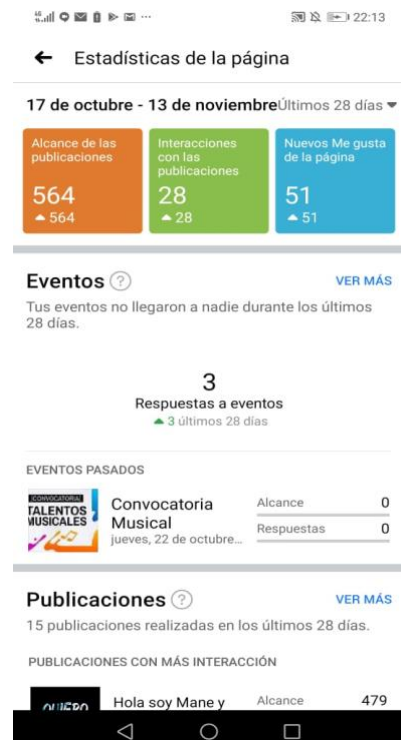 22:13
Estadísticas de la página
17 de octubre - 13 de noviembre Últimos 28 días
Alcance de las publicaciones
564
564
Interacciones con las publicaciones
28
28
Nuevos Me gusta de la página
51
51
Eventos ?
VER MÁS
Tus eventos no llegaron a nadie durante los últimos
28 días.
3
Respuestas a eventos
3 últimos 28 días
EVENTOS PASADOS
CONVOCATORIA
TALENTOS
MUSICALES
Convocatoria
Musical
jueves, 22 de octubre...
Alcance 0
Respuestas 0
Publicaciones ?
VER MÁS
15 publicaciones realizadas en los últimos 28 días.
PUBLICACIONES CON MÁS INTERACCIÓN
QUIERO
Hola soy Mane y
Alcance 479